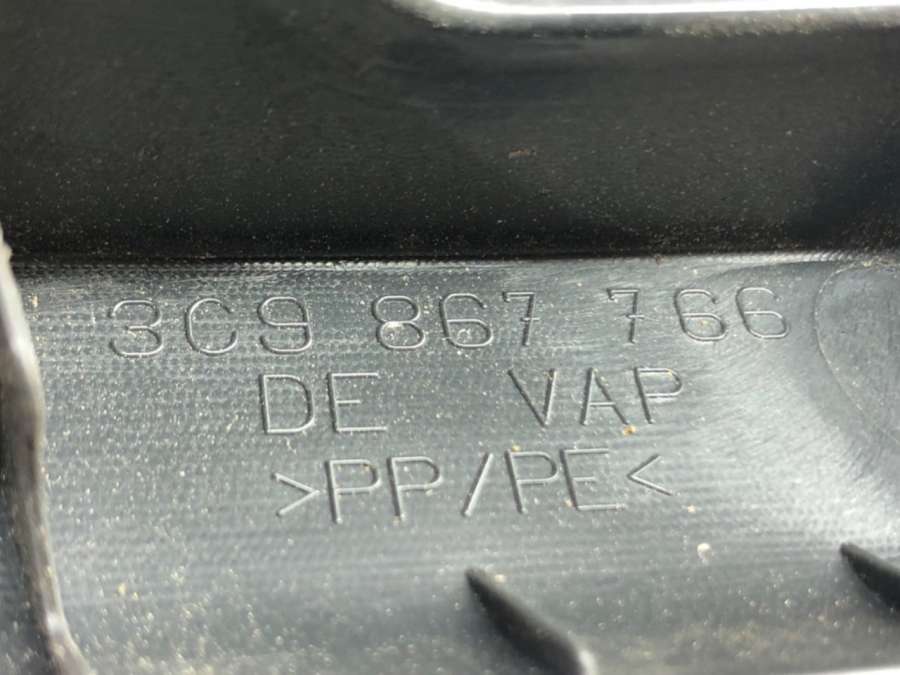 3C9 867 766
DE VAP
>PP/PE<